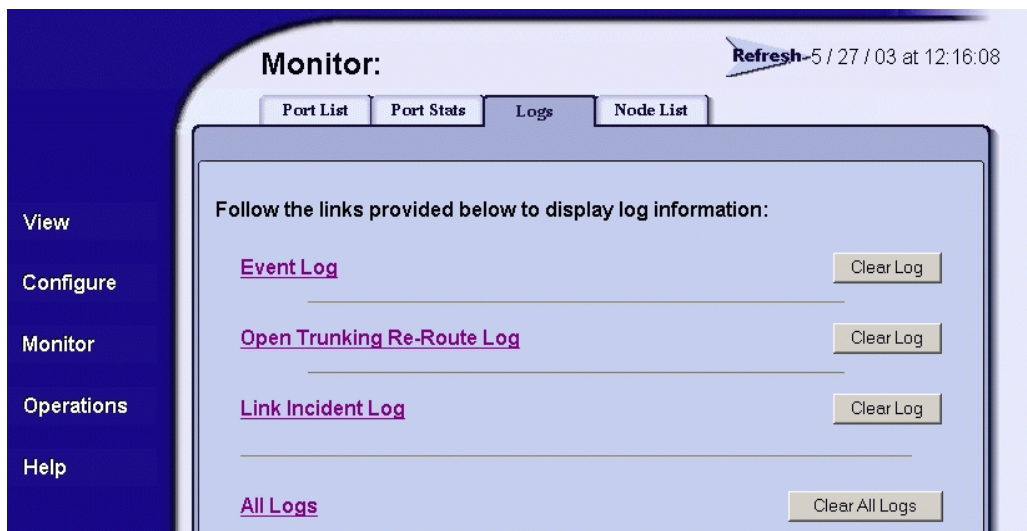 Monitor:
Refresh-5 / 27 / 03 at 12:16:08
Port List
Port Stats
Logs
Node List
View
Configure
Monitor
Operations
Help
Follow the links provided below to display log information:
Event Log
Clear Log
Open Trunking Re-Route Log
Clear Log
Link Incident Log
Clear Log
All Logs
Clear All Logs